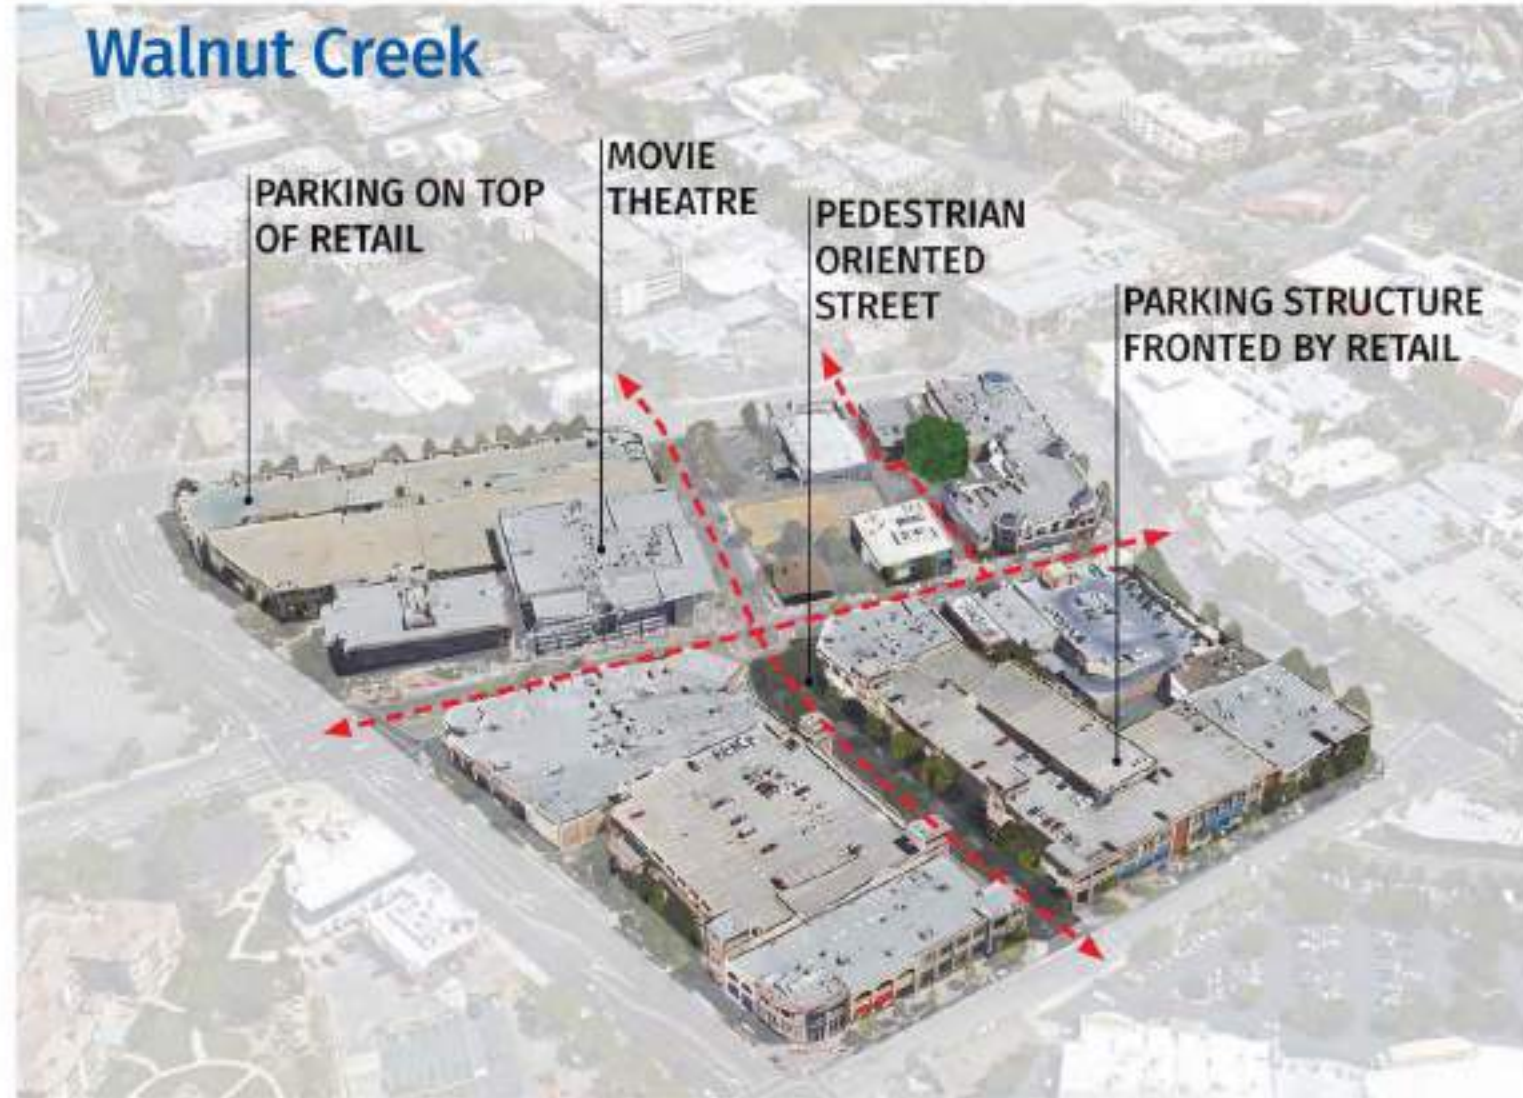 Walnut Creek
PARKING ON TOP
OF RETAIL
MOVIE
THEATRE
PEDESTRIAN
ORIENTED
STREET
PARKING STRUCTURE
FRONTED BY RETAIL